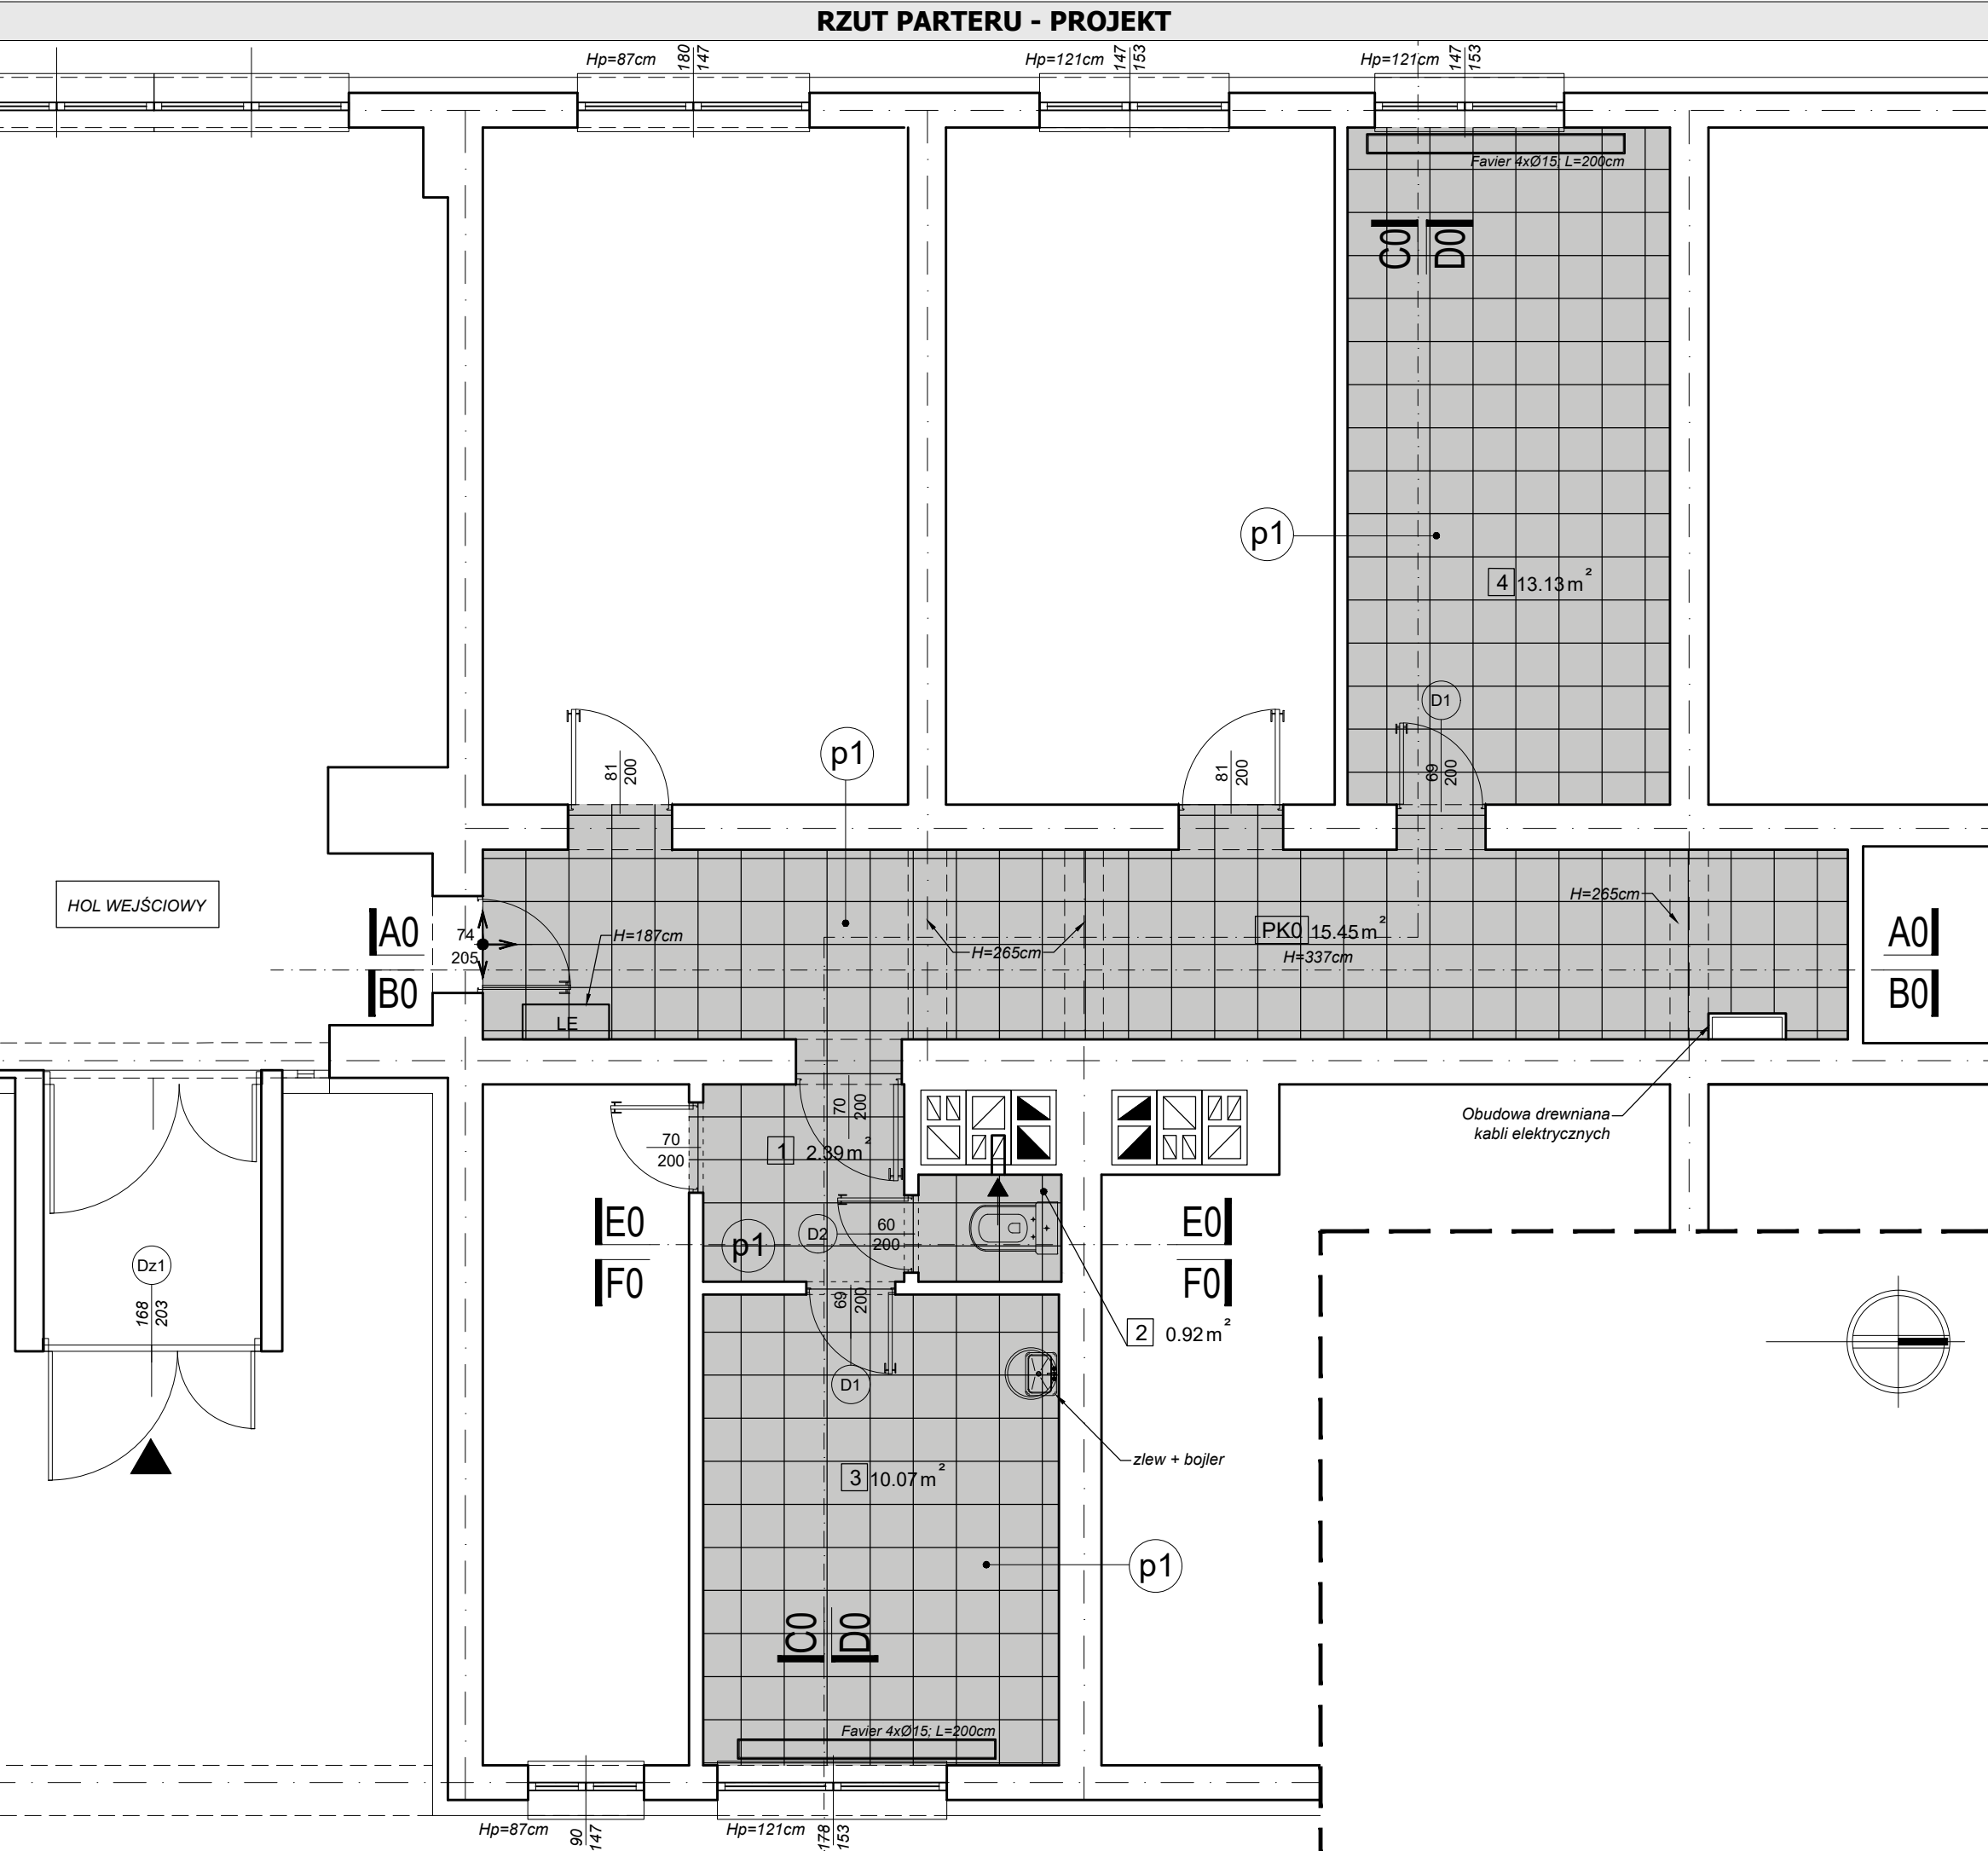 RZUT PARTERU - PROJEKT
Hp=87cm
180
147
Hp=121cm
147
153
Hp=121cm
147
153
Favier 4xØ15; L=200cm
C0
D0
p1
4 13.13 m²
D1
p1
81
200
81
200
69
200
HOL WEJŚCIOWY
A0
B0
74
205
H=187cm
LE
H=265cm
PK0 15.45 m²
H=337cm
H=265cm
A0
B0
70
200
70
200
1 2.39 m²
Obudowa drewniana
kabli elektrycznych
E0
F0
p1
D2
60
200
E0
F0
Dz1
168
203
69
200
2 0.92 m²
D1
zlew + bojler
3 10.07 m²
p1
C0
D0
Favier 4xØ15; L=200cm
Hp=87cm
90
147
Hp=121cm
178
153